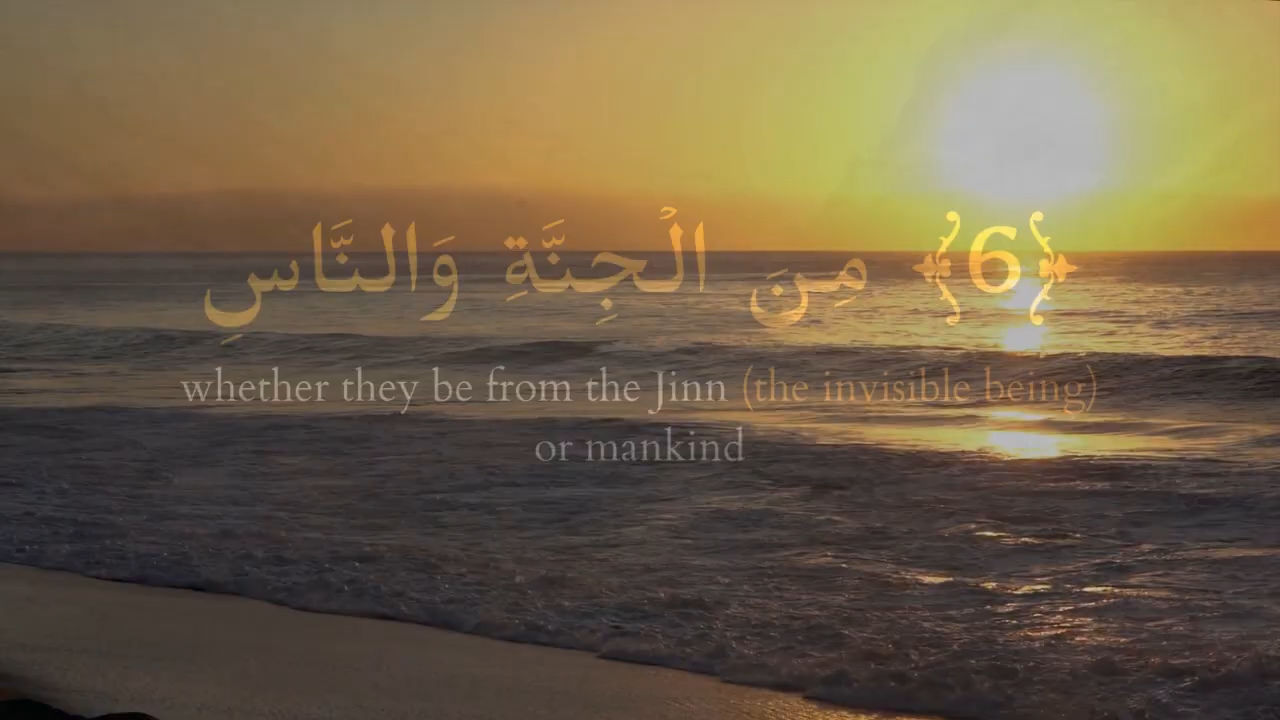 مِنَ الْجِنَّةِ وَالنَّاسِ ﴿6﴾
whether they be from the Jinn (the invisible being)
or mankind